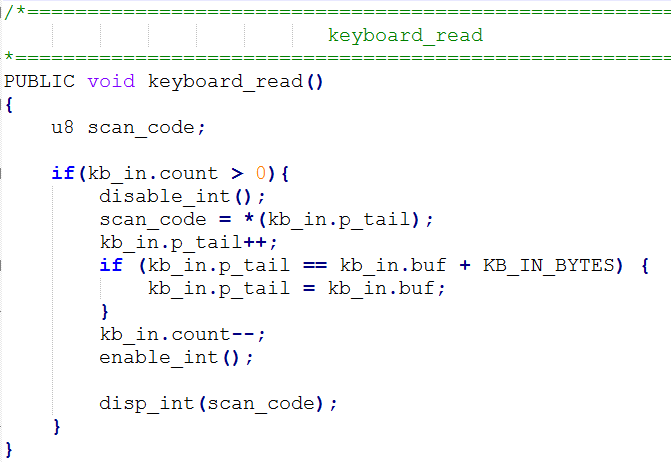 /*======================================================
keyboard_read
*======================================================
PUBLIC void keyboard_read()
{
    u8 scan_code;

    if(kb_in.count > 0){
        disable_int();
        scan_code = *(kb_in.p_tail);
        kb_in.p_tail++;
        if (kb_in.p_tail == kb_in.buf + KB_IN_BYTES) {
            kb_in.p_tail = kb_in.buf;
        }
        kb_in.count--;
        enable_int();

        disp_int(scan_code);
    }
}